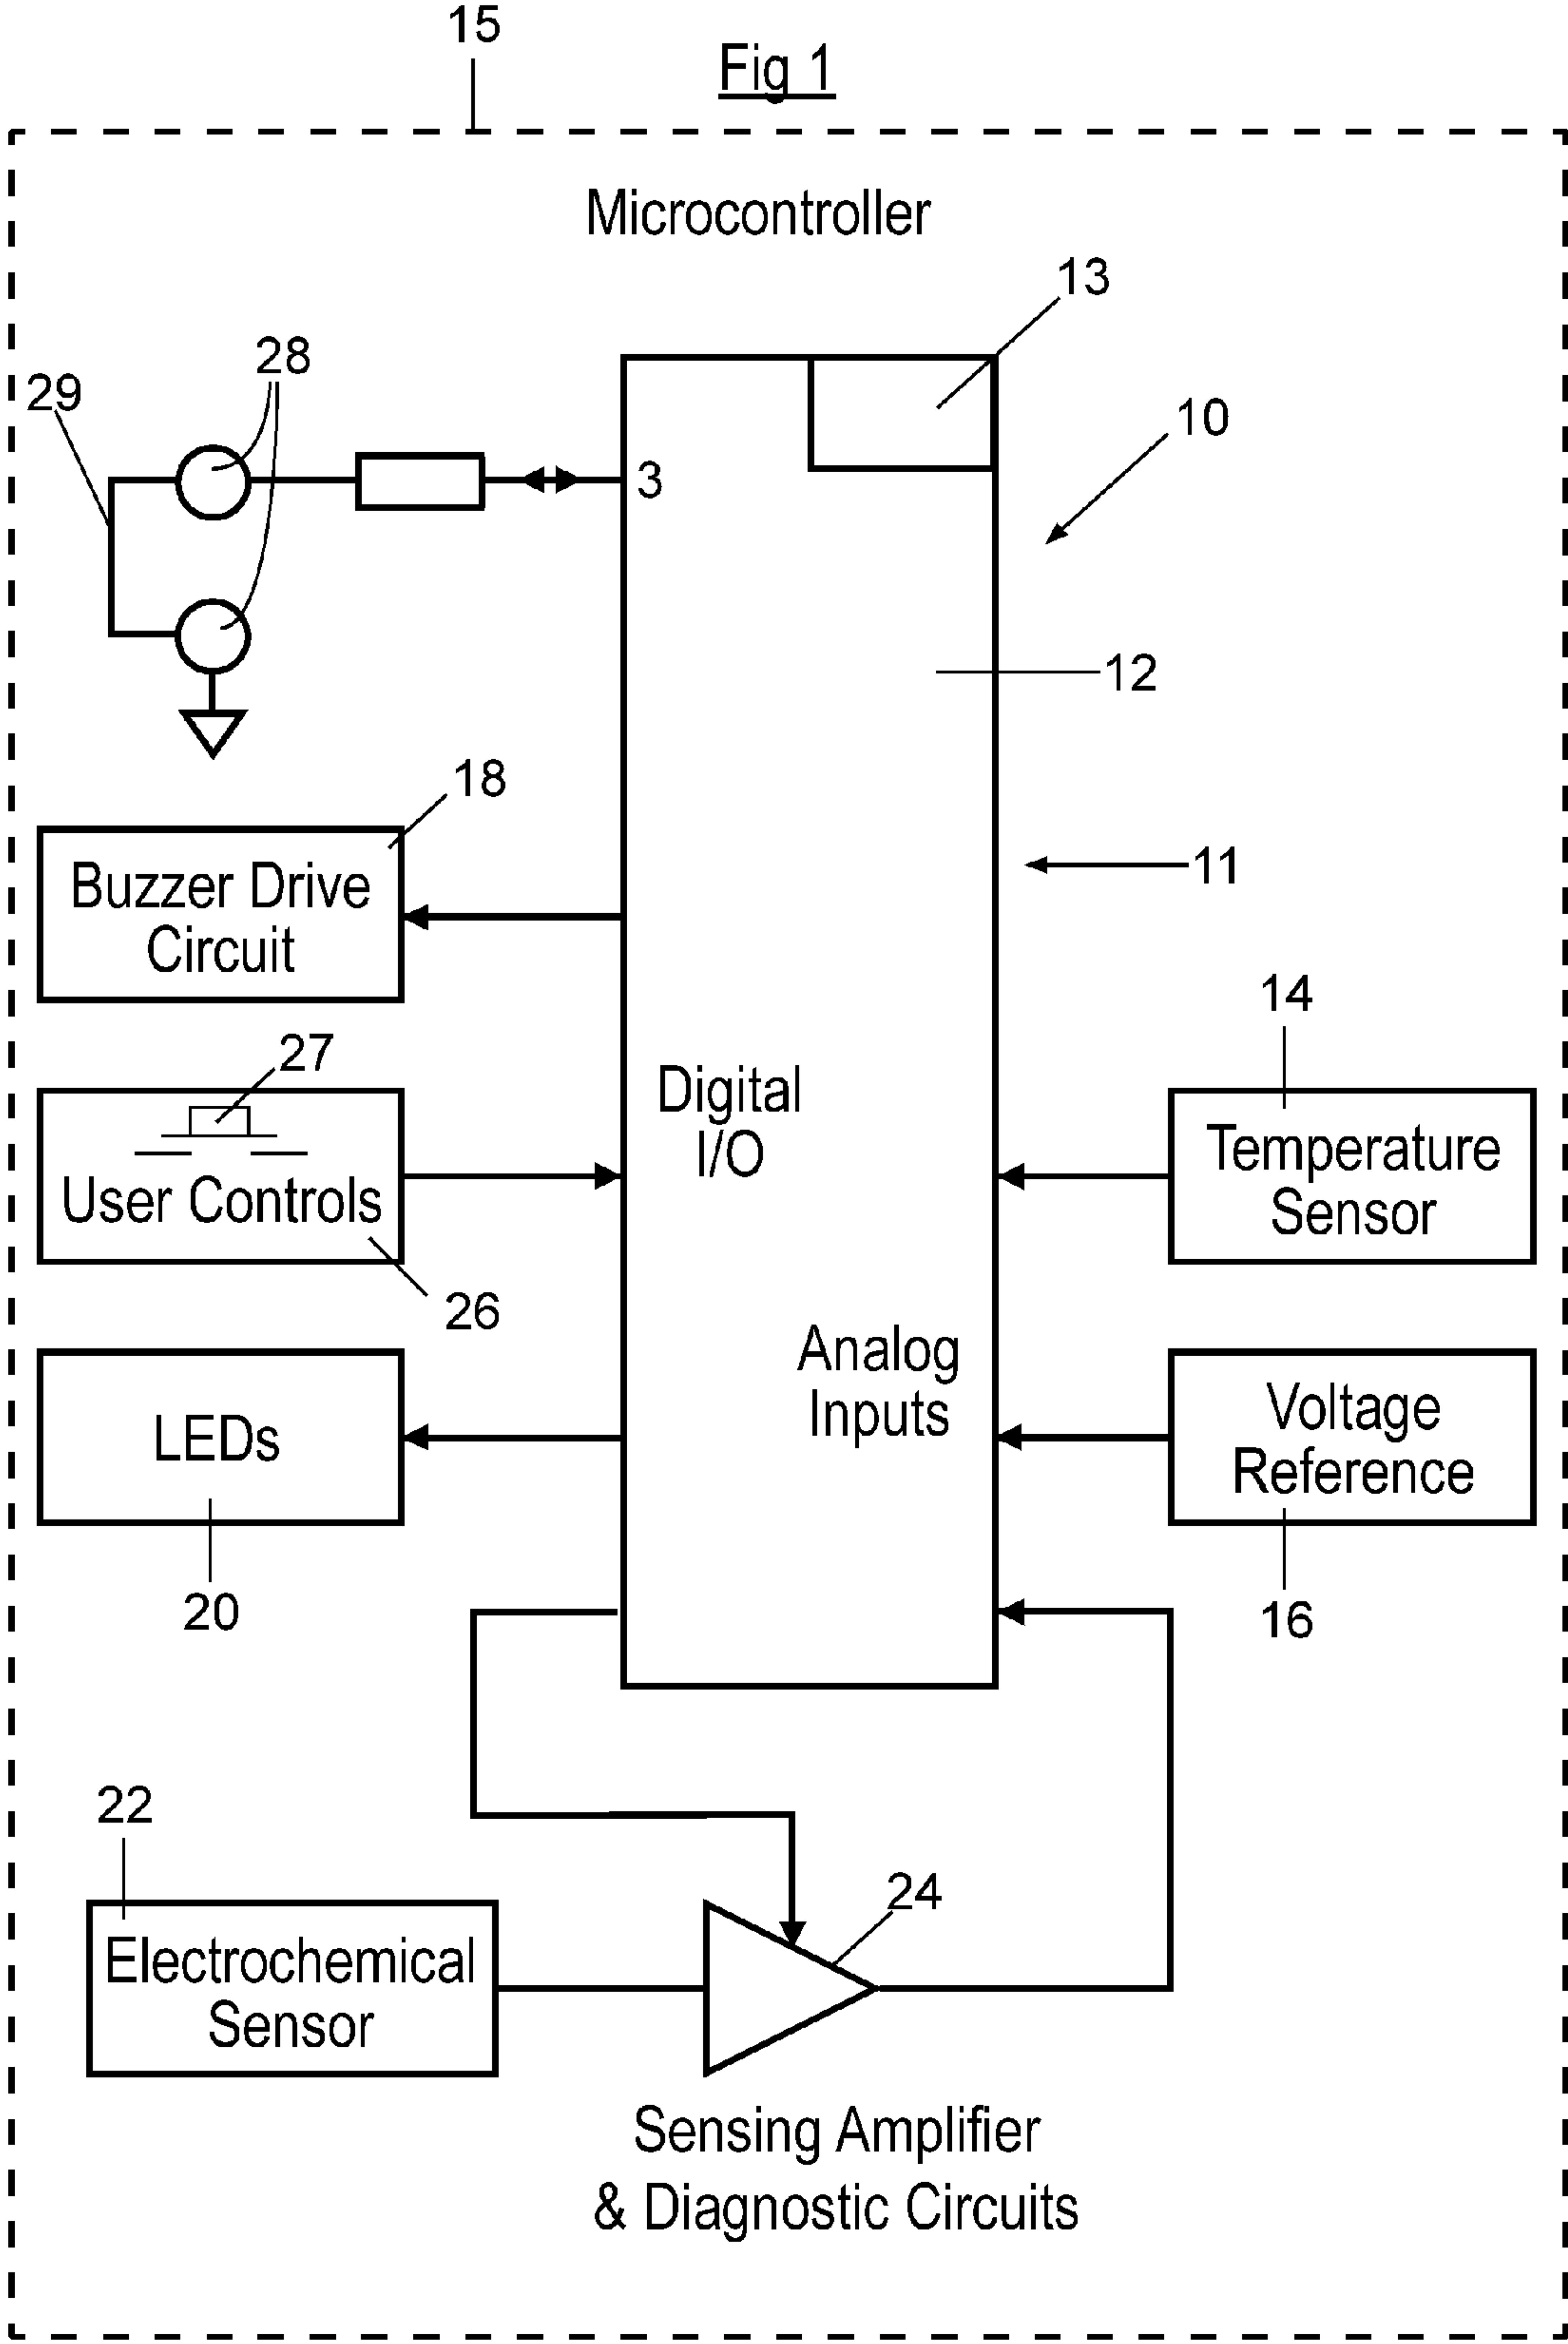 15
Fig 1
Microcontroller
13
28
29
10
3
12
18
11
Buzzer Drive
Circuit
14
27
Digital
I/O
Temperature
Sensor
User Controls
26
Analog
Inputs
LEDs
Voltage
Reference
20
16
22
24
Electrochemical
Sensor
Sensing Amplifier
& Diagnostic Circuits